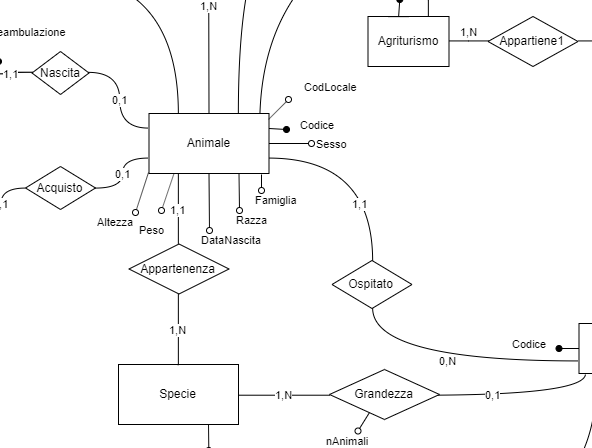 1,N
eambulazione
1,N
Agriturismo
Appartiene1
1,1
Nascita
0,1
CodLocale
Codice
Animale
Sesso
0,1
Acquisto
Famiglia
,1
1,1
1,1
Altezza
Peso
Razza
DataNascita
Appartenenza
Ospitato
1,N
Codice
0,N
Specie
1,N
Grandezza
0,1
nAnimali